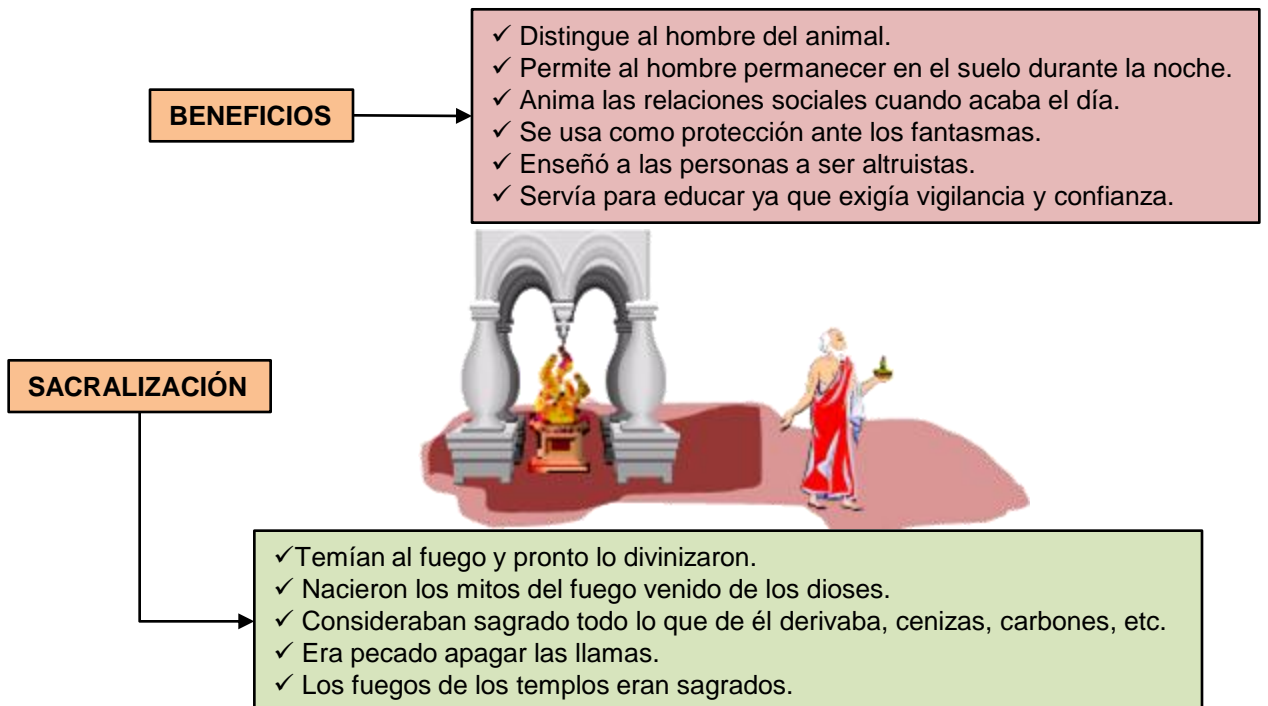 BENEFICIOS
✓ Distingue al hombre del animal.
✓ Permite al hombre permanecer en el suelo durante la noche.
✓ Anima las relaciones sociales cuando acaba el día.
✓ Se usa como protección ante los fantasmas.
✓ Enseñó a las personas a ser altruistas.
✓ Servía para educar ya que exigía vigilancia y confianza.
SACRALIZACIÓN
✓Temían al fuego y pronto lo divinizaron.
✓ Nacieron los mitos del fuego venido de los dioses.
✓ Consideraban sagrado todo lo que de él derivaba, cenizas, carbones, etc.
✓ Era pecado apagar las llamas.
✓ Los fuegos de los templos eran sagrados.